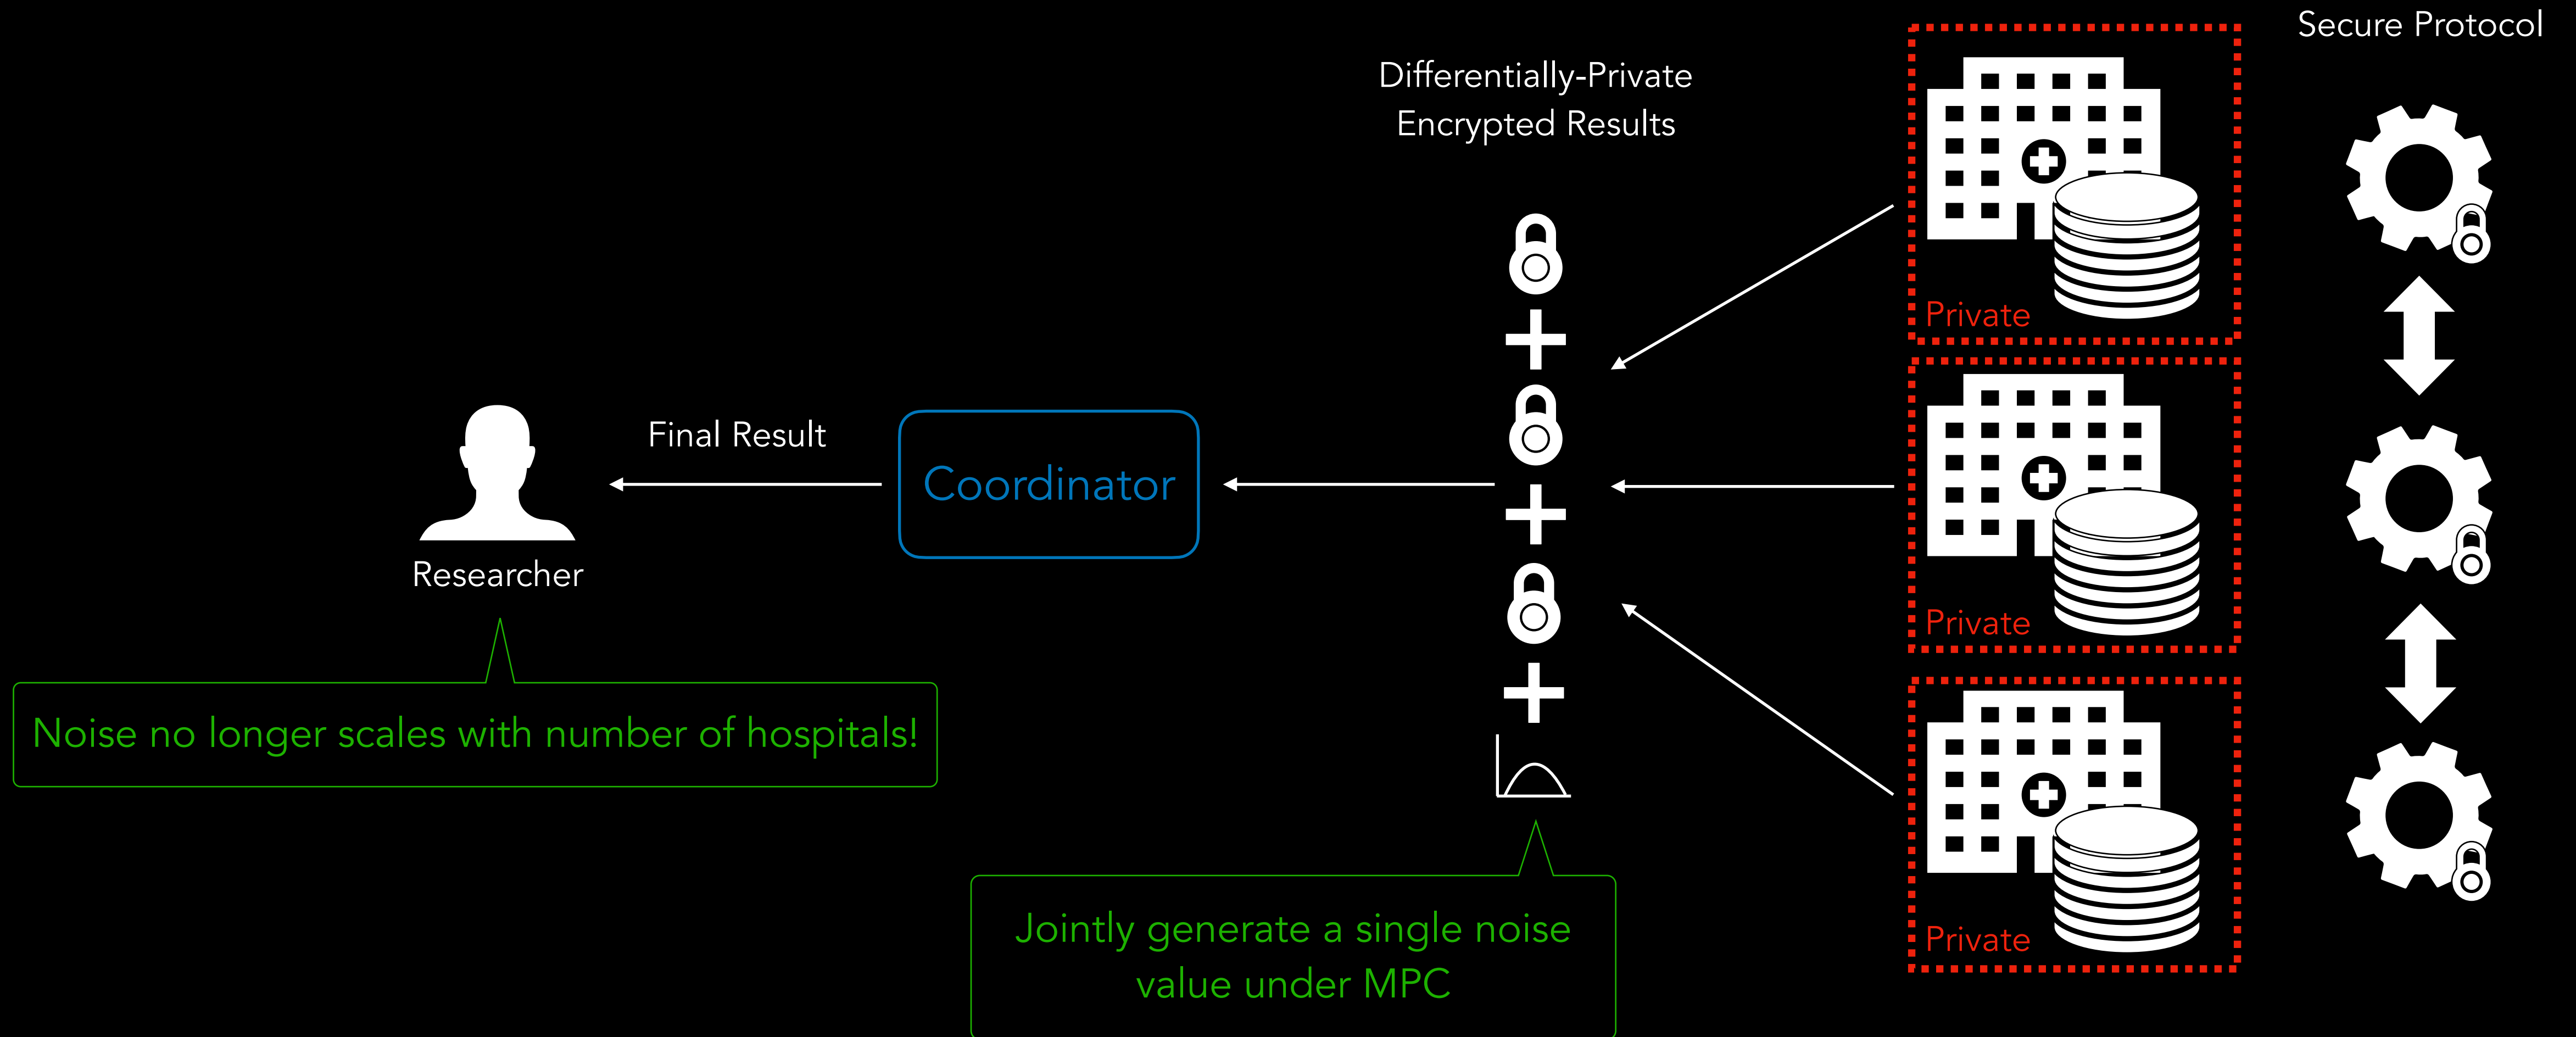 Secure Protocol
Differentially-Private
Encrypted Results
Private
Final Result
Coordinator
Researcher
Private
Noise no longer scales with number of hospitals!
Jointly generate a single noise
value under MPC
Private